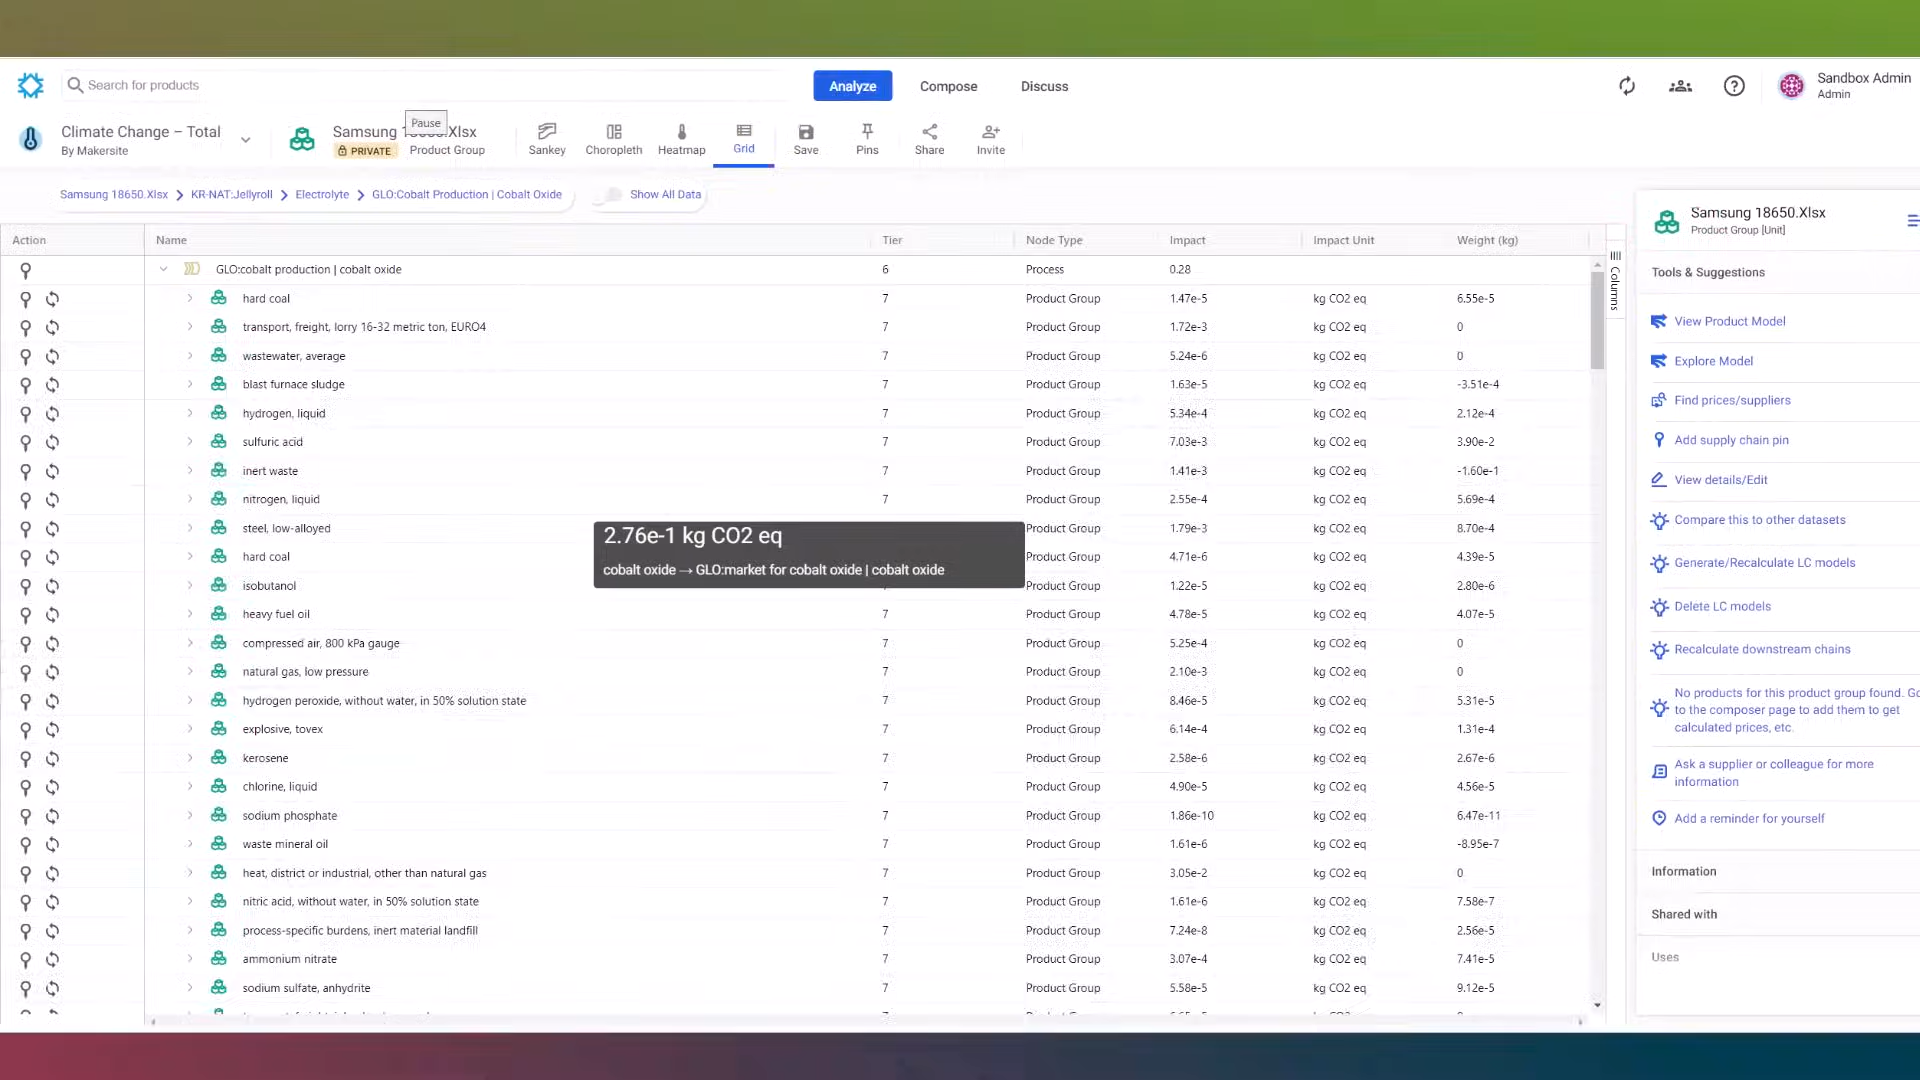 Search for products
Analyze
Compose
Discuss
Sandbox Admin
Admin
Climate Change – Total
By Makersite
Pause
Samsung 18650.Xlsx
PRIVATE
Product Group
Sankey
Choropleth
Heatmap
Grid
Save
Pins
Share
Invite
Samsung 18650.Xlsx > KR-NAT:Jellyroll > Electrolyte > GLO:Cobalt Production | Cobalt Oxide
Show All Data
Action Name Tier Node Type Impact Impact Unit Weight (kg)
GLO:cobalt production | cobalt oxide 6 Process 0.28
hard coal 7 Product Group 1.47e-5 kg CO2 eq 6.55e-5
transport, freight, lorry 16-32 metric ton, EURO4 7 Product Group 1.72e-3 kg CO2 eq 0
wastewater, average 7 Product Group 5.24e-6 kg CO2 eq 0
blast furnace sludge 7 Product Group 1.63e-5 kg CO2 eq -3.51e-4
hydrogen, liquid 7 Product Group 5.34e-4 kg CO2 eq 2.12e-4
sulfuric acid 7 Product Group 7.03e-3 kg CO2 eq 3.90e-2
inert waste 7 Product Group 1.41e-3 kg CO2 eq -1.60e-1
nitrogen, liquid 7 Product Group 2.55e-4 kg CO2 eq 5.69e-4
steel, low-alloyed Product Group 1.79e-3 kg CO2 eq 8.70e-4
hard coal Product Group 4.71e-6 kg CO2 eq 4.39e-5
isobutanol Product Group 1.22e-5 kg CO2 eq 2.80e-6
heavy fuel oil 7 Product Group 4.78e-5 kg CO2 eq 4.07e-5
compressed air, 800 kPa gauge 7 Product Group 5.25e-4 kg CO2 eq 0
natural gas, low pressure 7 Product Group 2.10e-3 kg CO2 eq 0
hydrogen peroxide, without water, in 50% solution state 7 Product Group 8.46e-5 kg CO2 eq 5.31e-5
explosive, tovex 7 Product Group 6.14e-4 kg CO2 eq 1.31e-4
kerosene 7 Product Group 2.58e-6 kg CO2 eq 2.67e-6
chlorine, liquid 7 Product Group 4.90e-5 kg CO2 eq 4.56e-5
sodium phosphate 7 Product Group 1.86e-10 kg CO2 eq 6.47e-11
waste mineral oil 7 Product Group 1.61e-6 kg CO2 eq -8.95e-7
heat, district or industrial, other than natural gas 7 Product Group 3.05e-2 kg CO2 eq 0
nitric acid, without water, in 50% solution state 7 Product Group 1.61e-6 kg CO2 eq 7.58e-7
process-specific burdens, inert material landfill 7 Product Group 7.24e-8 kg CO2 eq 2.56e-5
ammonium nitrate 7 Product Group 3.07e-4 kg CO2 eq 7.41e-5
sodium sulfate, anhydrite 7 Product Group 5.58e-5 kg CO2 eq 9.12e-5
2.76e-1 kg CO2 eq
cobalt oxide → GLO:market for cobalt oxide | cobalt oxide
Columns
Samsung 18650.Xlsx
Product Group [Unit]
Tools & Suggestions
View Product Model
Explore Model
Find prices/suppliers
Add supply chain pin
View details/Edit
Compare this to other datasets
Generate/Recalculate LC models
Delete LC models
Recalculate downstream chains
No products for this product group found. Go
to the composer page to add them to get
calculated prices, etc.
Ask a supplier or colleague for more
information
Add a reminder for yourself
Information
Shared with
Uses